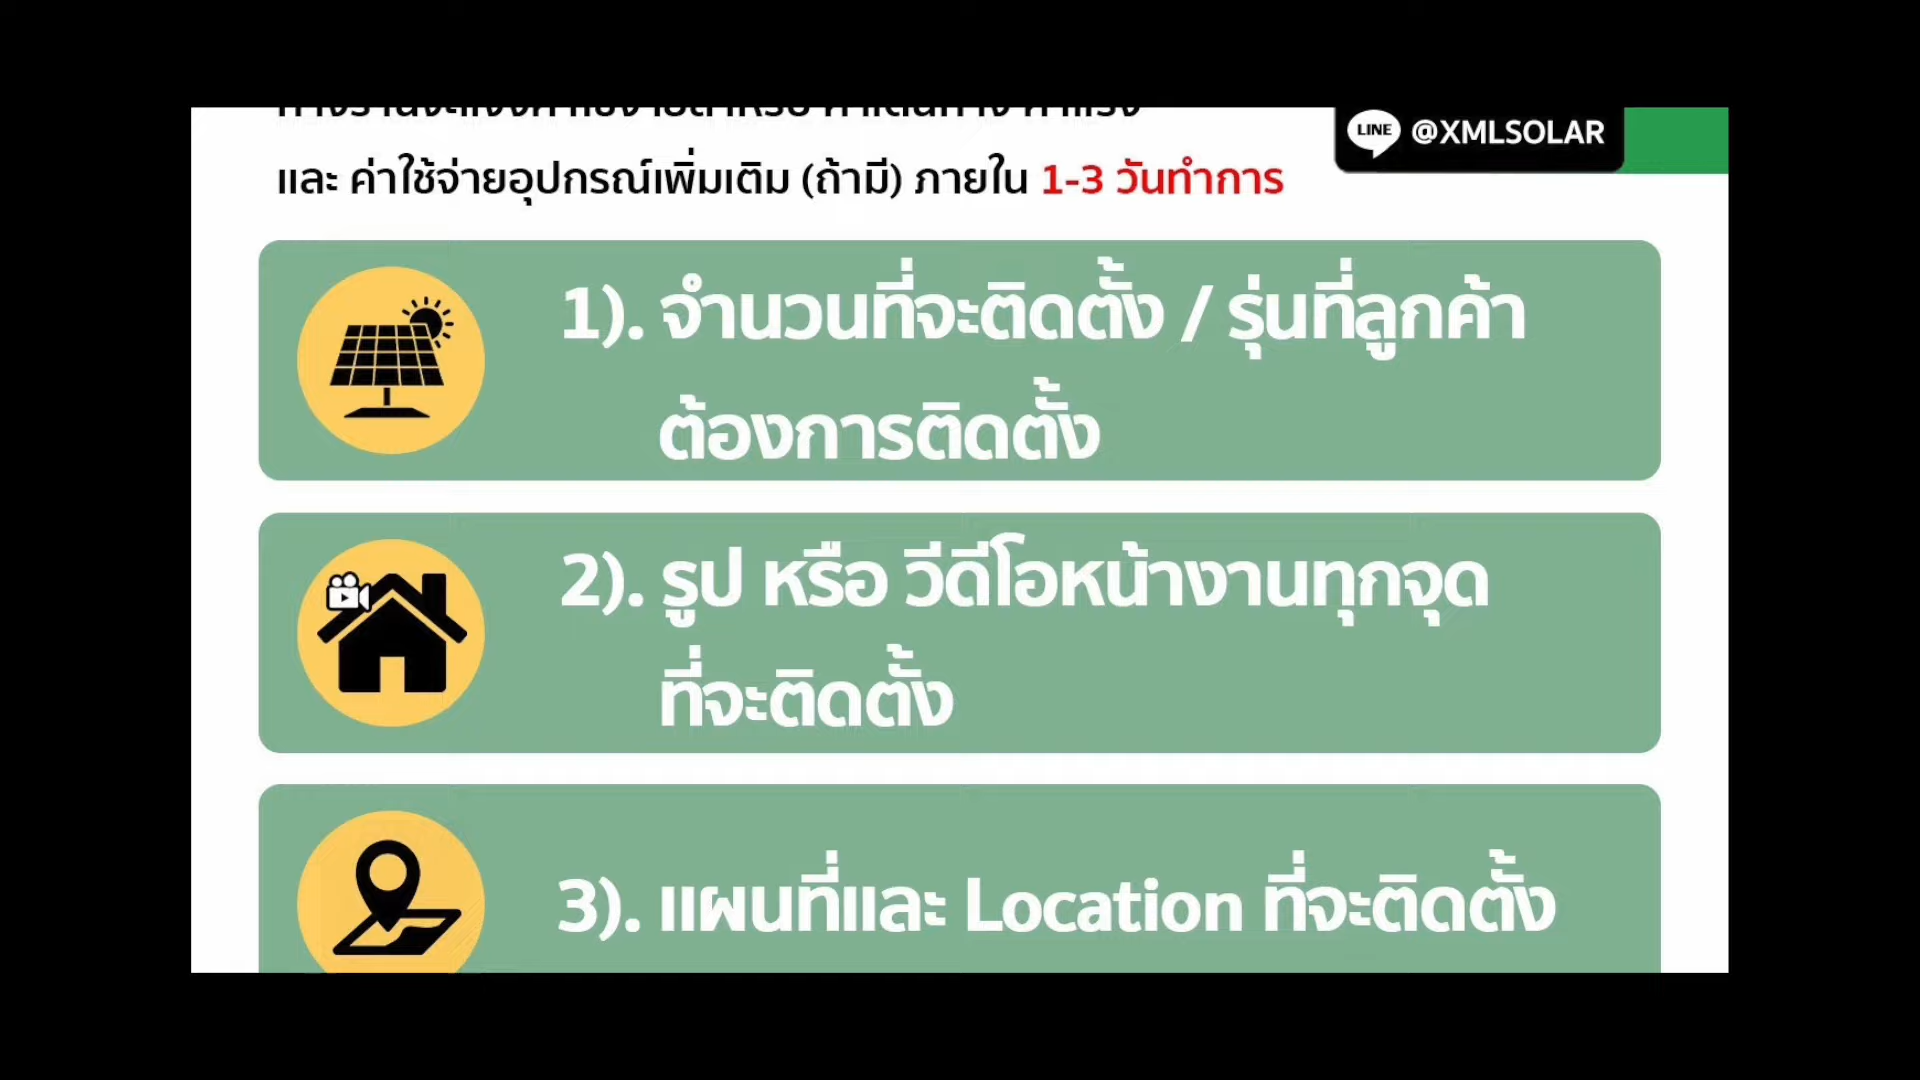 LINE @XMLSOLAR
และ ค่าใช้จ่ายอุปกรณ์เพิ่มเติม (ถ้ามี) ภายใน 1-3 วันทำการ
1). จำนวนที่จะติดตั้ง / รุ่นที่ลูกค้า
ต้องการติดตั้ง
2). รูป หรือ วีดีโอหน้างานทุกจุด
ที่จะติดตั้ง
3). แผนที่และ Location ที่จะติดตั้ง